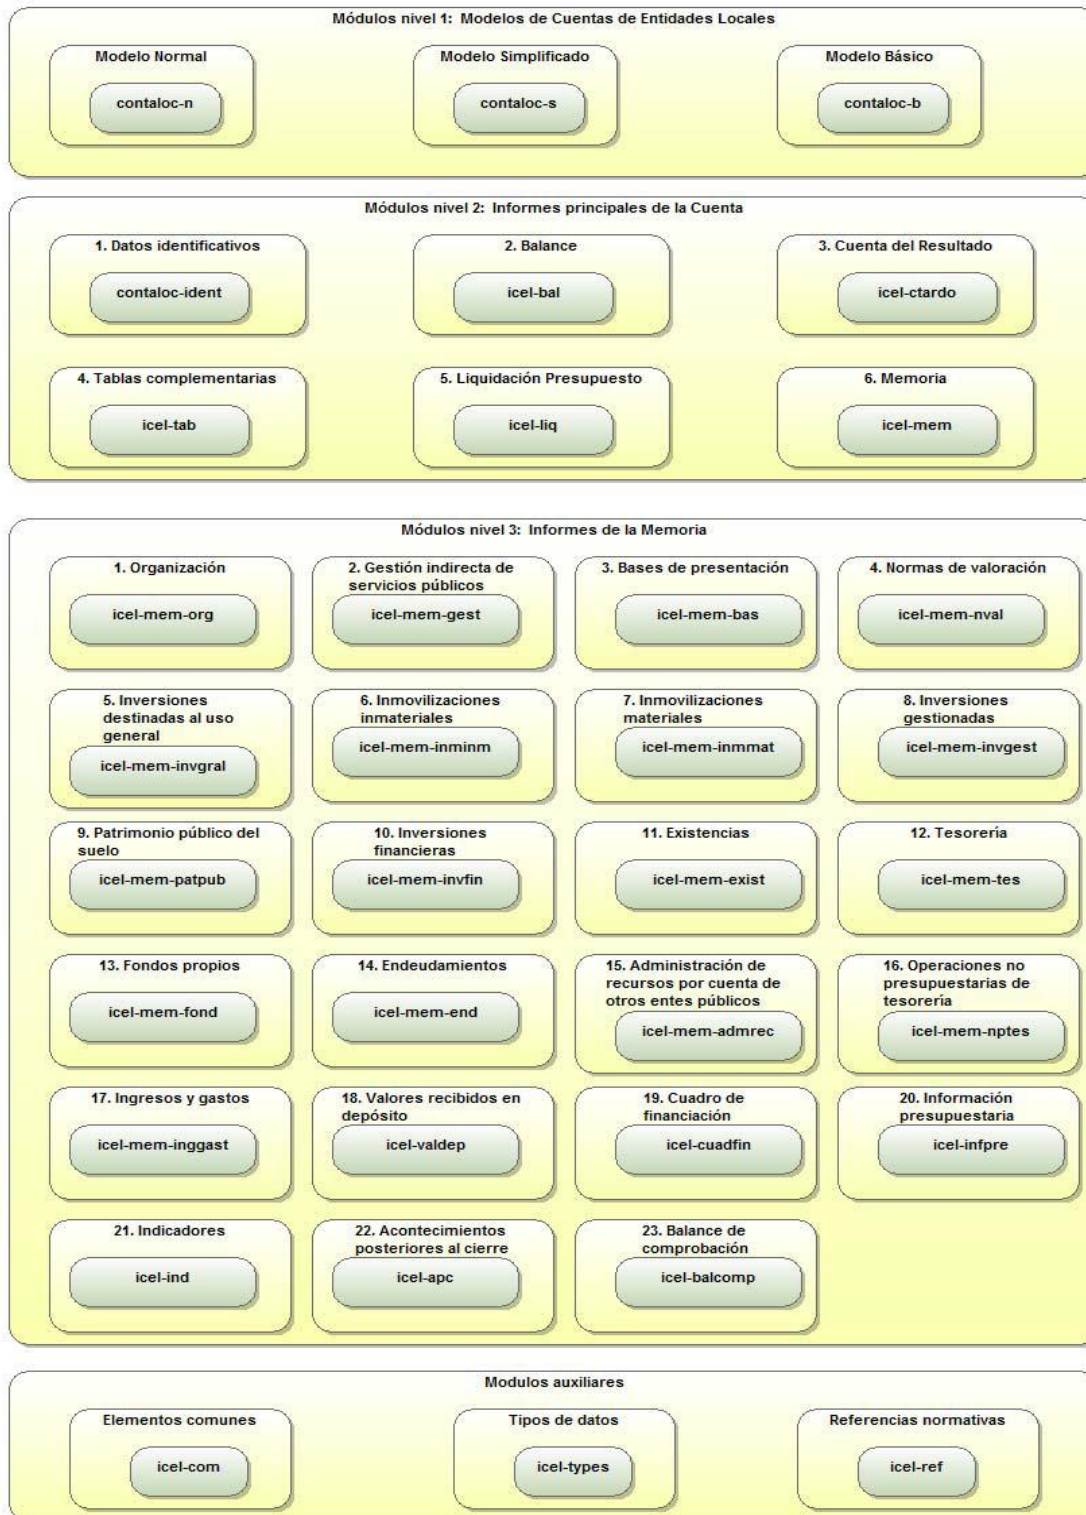 Módulos nivel 1:  Modelos de Cuentas de Entidades Locales
Modelo Normal
contaloc-n
Modelo Simplificado
contaloc-s
Modelo Básico
contaloc-b
Módulos nivel 2:  Informes principales de la Cuenta
1. Datos identificativos
contaloc-ident
2. Balance
icel-bal
3. Cuenta del Resultado
icel-ctardo
4. Tablas complementarias
icel-tab
5. Liquidación Presupuesto
icel-liq
6. Memoria
icel-mem
Módulos nivel 3:  Informes de la Memoria
1. Organización
icel-mem-org
2. Gestión indirecta de
servicios públicos
icel-mem-gest
3. Bases de presentación
icel-mem-bas
4. Normas de valoración
icel-mem-nval
5. Inversiones
destinadas al uso
general
icel-mem-invgral
6. Inmovilizaciones
inmateriales
icel-mem-inminm
7. Inmovilizaciones
materiales
icel-mem-inmmat
8. Inversiones
gestionadas
icel-mem-invgest
9. Patrimonio público del
suelo
icel-mem-patpub
10. Inversiones
financieras
icel-mem-invfin
11. Existencias
icel-mem-exist
12. Tesorería
icel-mem-tes
13. Fondos propios
icel-mem-fond
14. Endeudamientos
icel-mem-end
15. Administración de
recursos por cuenta de
otros entes públicos
icel-mem-admrec
16. Operaciones no
presupuestarias de
tesorería
icel-mem-nptes
17. Ingresos y gastos
icel-mem-inggast
18. Valores recibidos en
depósito
icel-valdep
19. Cuadro de
financiación
icel-cuadfin
20. Información
presupuestaria
icel-infpre
21. Indicadores
icel-ind
22. Acontecimientos
posteriores al cierre
icel-apc
23. Balance de
comprobación
icel-balcomp
Modulos auxiliares
Elementos comunes
icel-com
Tipos de datos
icel-types
Referencias normativas
icel-ref